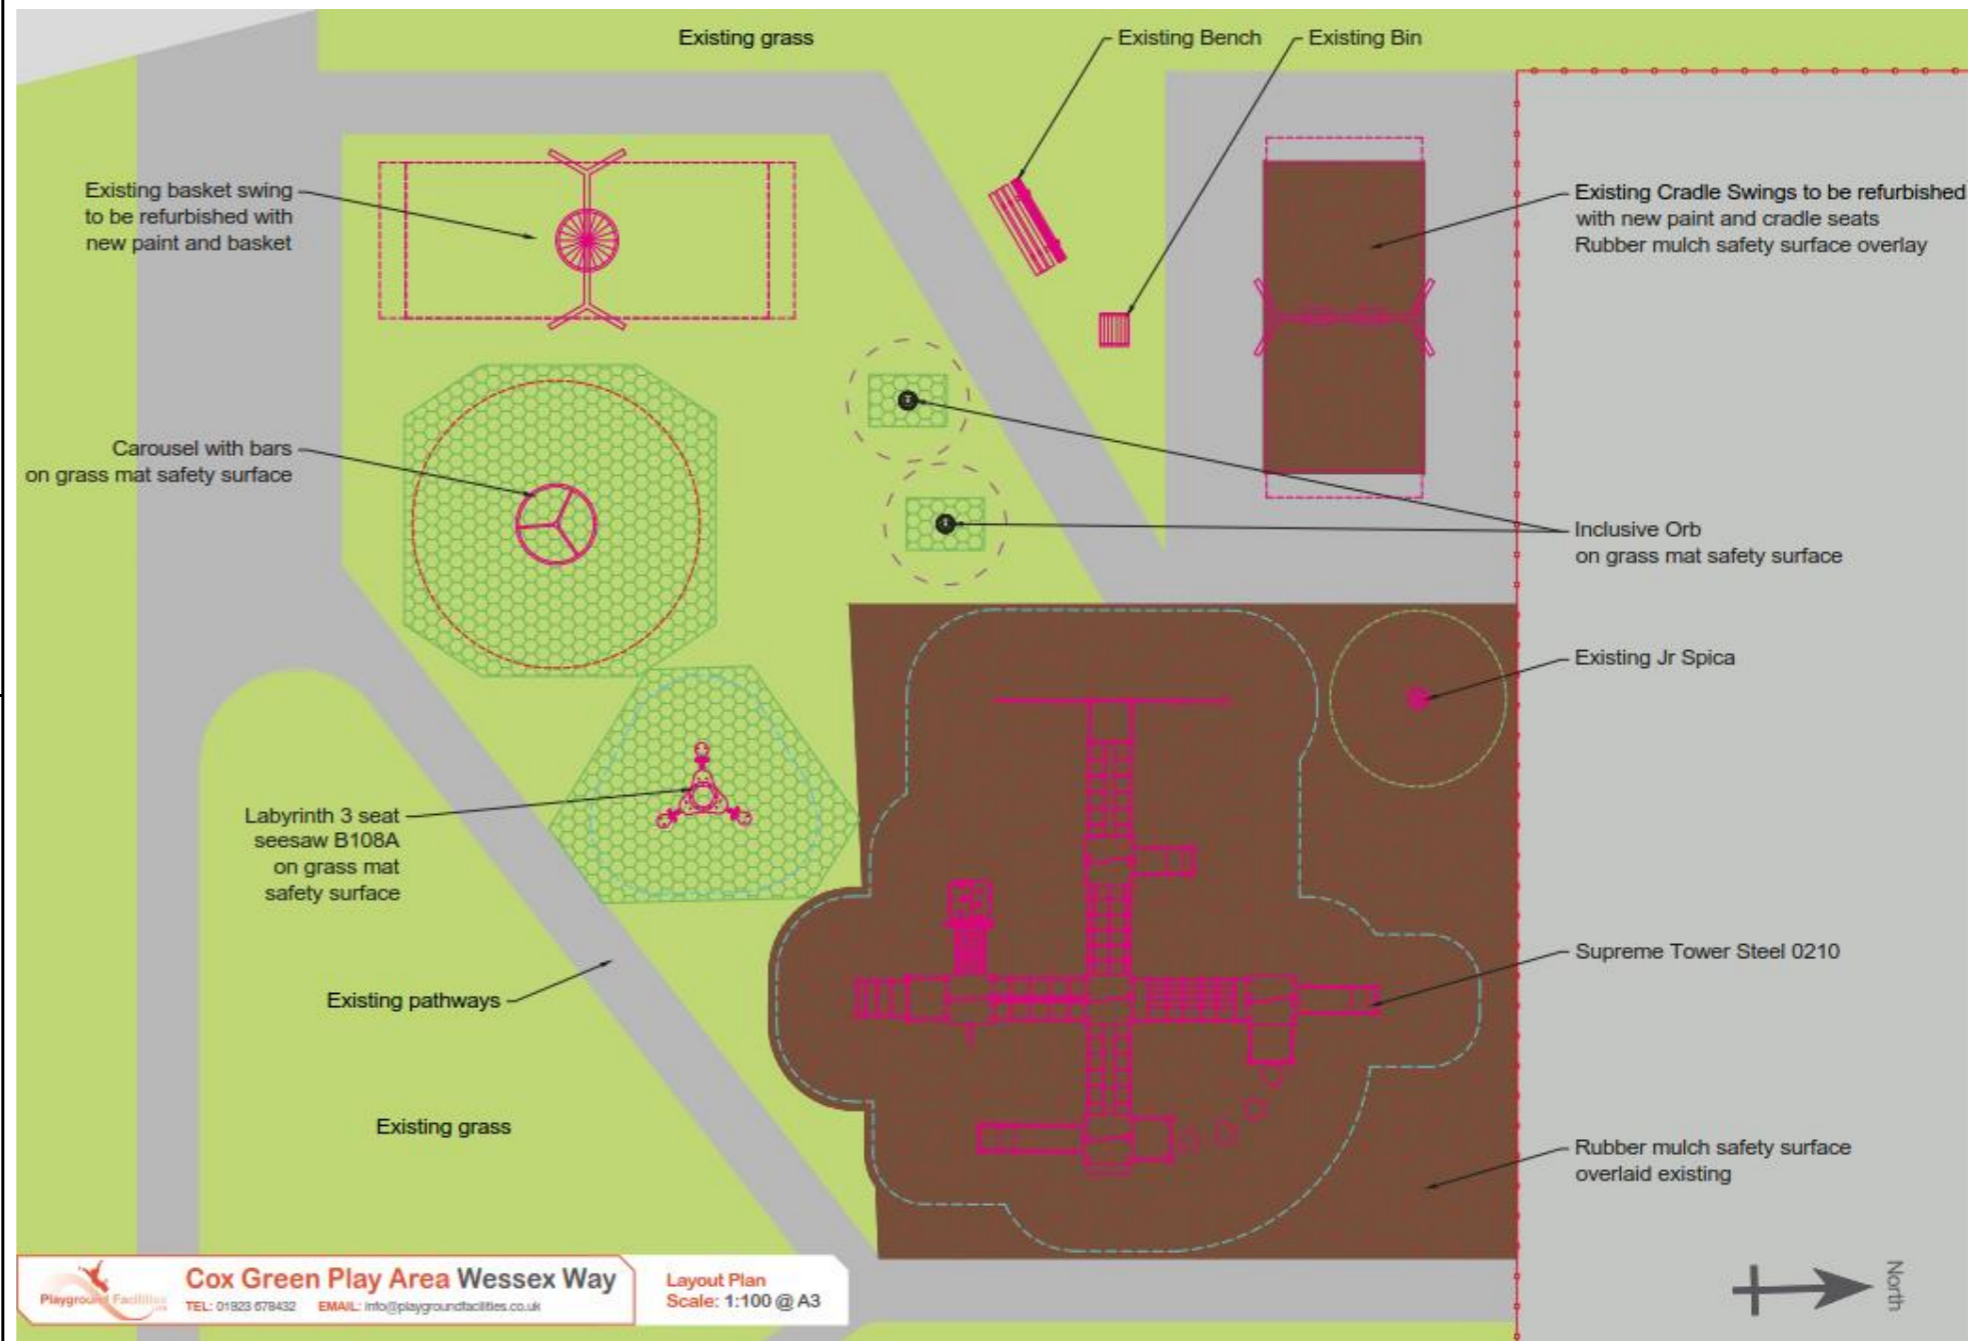 Existing grass
Existing Bench
Existing Bin
Existing basket swing
to be refurbished with
new paint and basket
Existing Cradle Swings to be refurbished
with new paint and cradle seats
Rubber mulch safety surface overlay
Carousel with bars
on grass mat safety surface
Inclusive Orb
on grass mat safety surface
Existing Jr Spica
Labyrinth 3 seat
seesaw B108A
on grass mat
safety surface
Supreme Tower Steel 0210
Existing pathways
Existing grass
Rubber mulch safety surface
overlaid existing
Playground Facilities
Cox Green Play Area Wessex Way
TEL: 01923 678432 EMAIL: info@playgroundfacilities.co.uk
Layout Plan
Scale: 1:100 @ A3
North